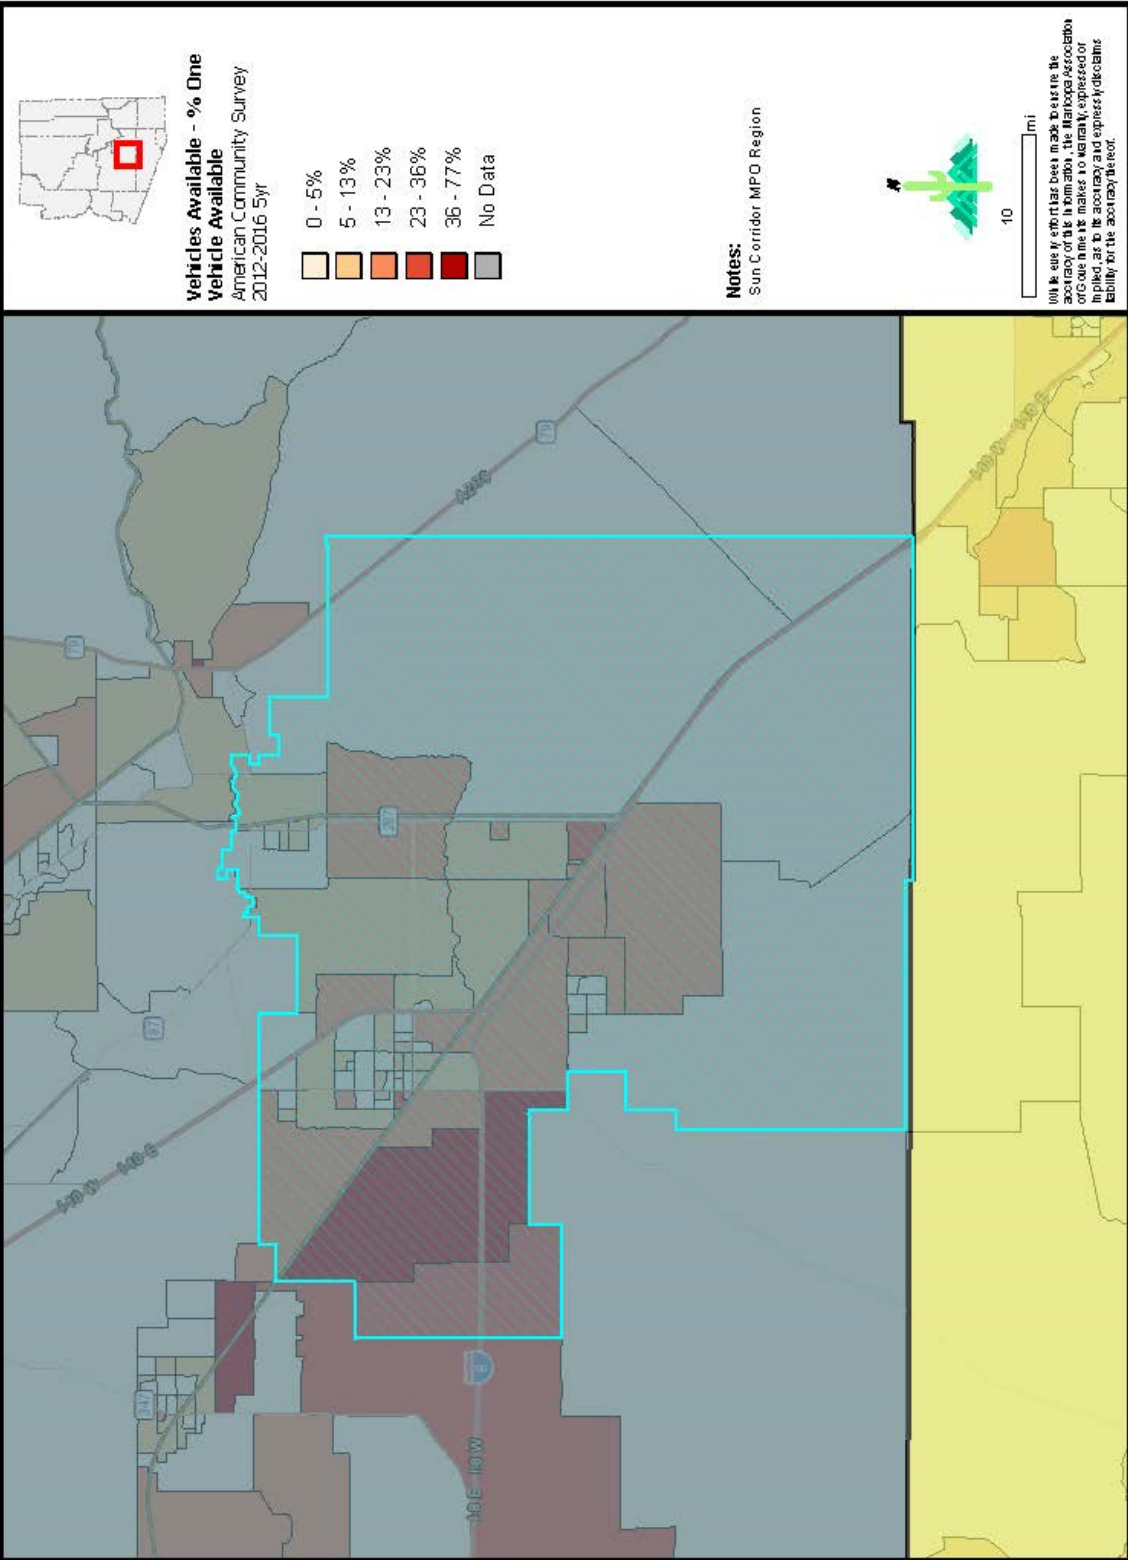 Vehicles Available - % One
Vehicle Available
American Community Survey
2012-2016 5yr
0 - 5%
5 - 13%
13 - 23%
23 - 36%
36 - 77%
No Data
Notes:
Sun Corridor MPO Region
N
10
mi
While every effort has been made to ensure the
accuracy of this information, the Maricopa Association
of Governments makes no warranty, expressed or
implied, as to its accuracy and expressly disclaims
liability for the accuracy thereof.
79
79
287
87
I-10 W
I-10 E
347
8
I-8 E
I-8 W
I-10 W
I-10 E